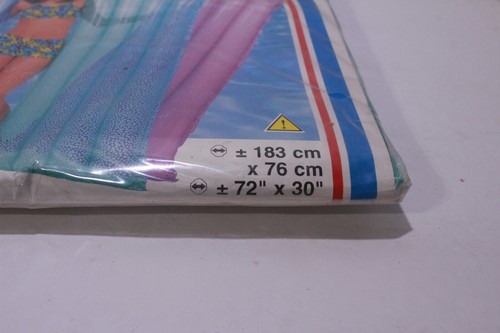 ± 183 cm
x 76 cm
± 72" x 30"